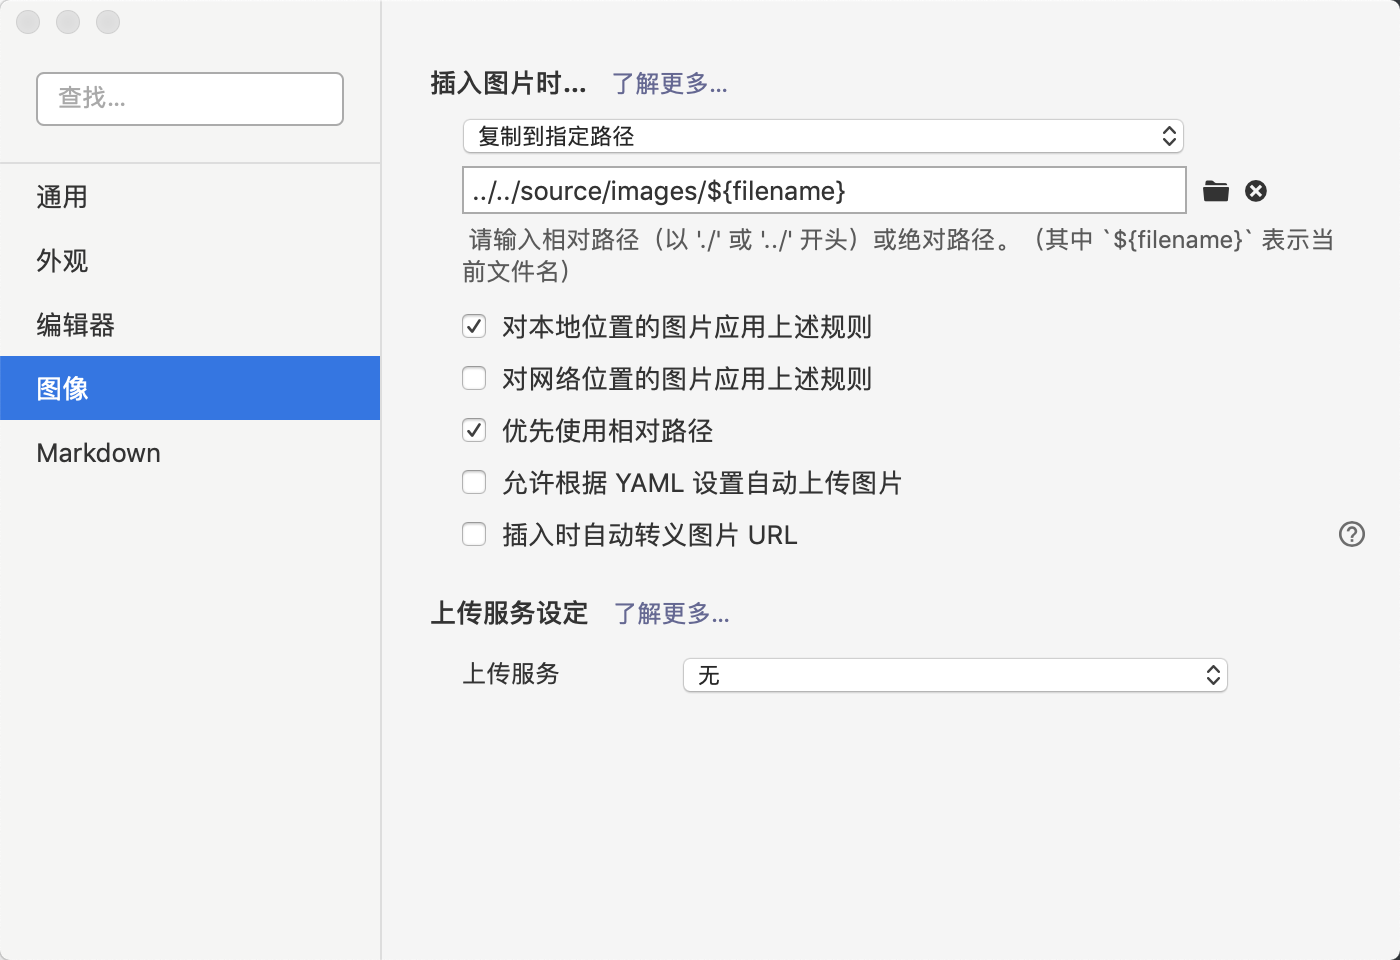 查找...
通用
外观
编辑器
图像
Markdown
插入图片时... 了解更多...
复制到指定路径
../../source/images/${filename}
请输入相对路径（以 './' 或 '../' 开头）或绝对路径。（其中 `${filename}` 表示当
前文件名）
对本地位置的图片应用上述规则
对网络位置的图片应用上述规则
优先使用相对路径
允许根据 YAML 设置自动上传图片
插入时自动转义图片 URL
上传服务设定 了解更多...
上传服务 无